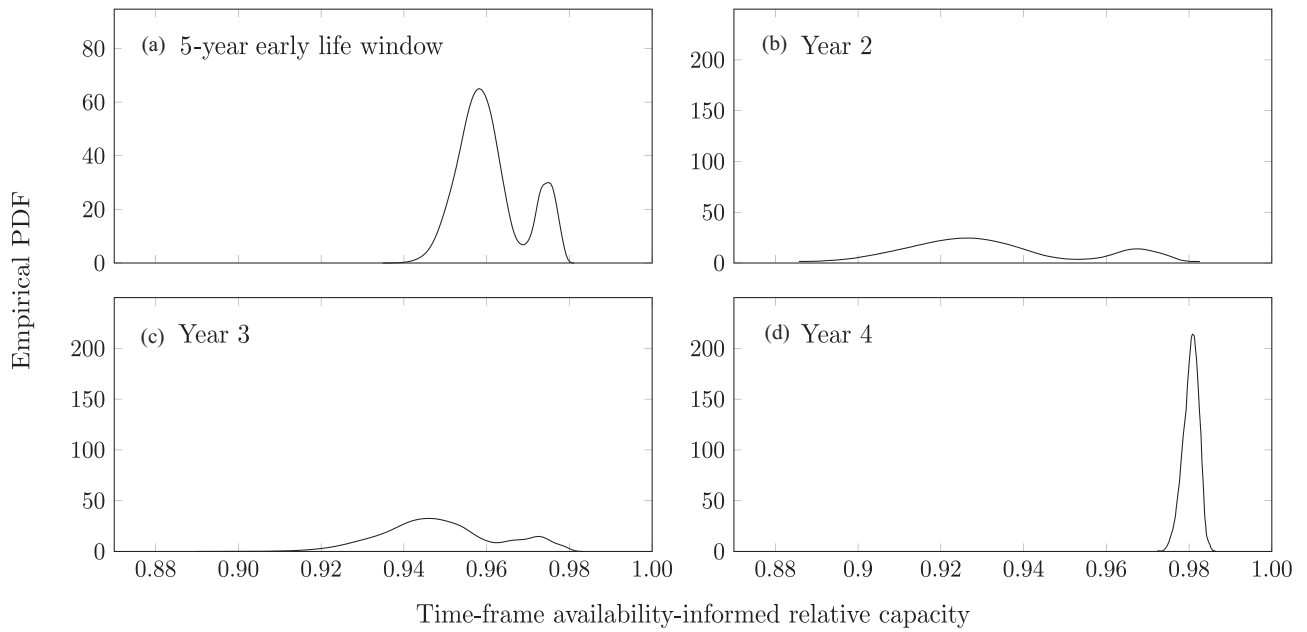 (a) 5-year early life window
80
60
40
20
0
(b) Year 2
200
150
100
50
0
Empirical PDF
(c) Year 3
200
150
100
50
0
0.88 0.90 0.92 0.94 0.96 0.98 1.00
(d) Year 4
200
150
100
50
0
0.88 0.9 0.92 0.94 0.96 0.98 1.00
Time-frame availability-informed relative capacity